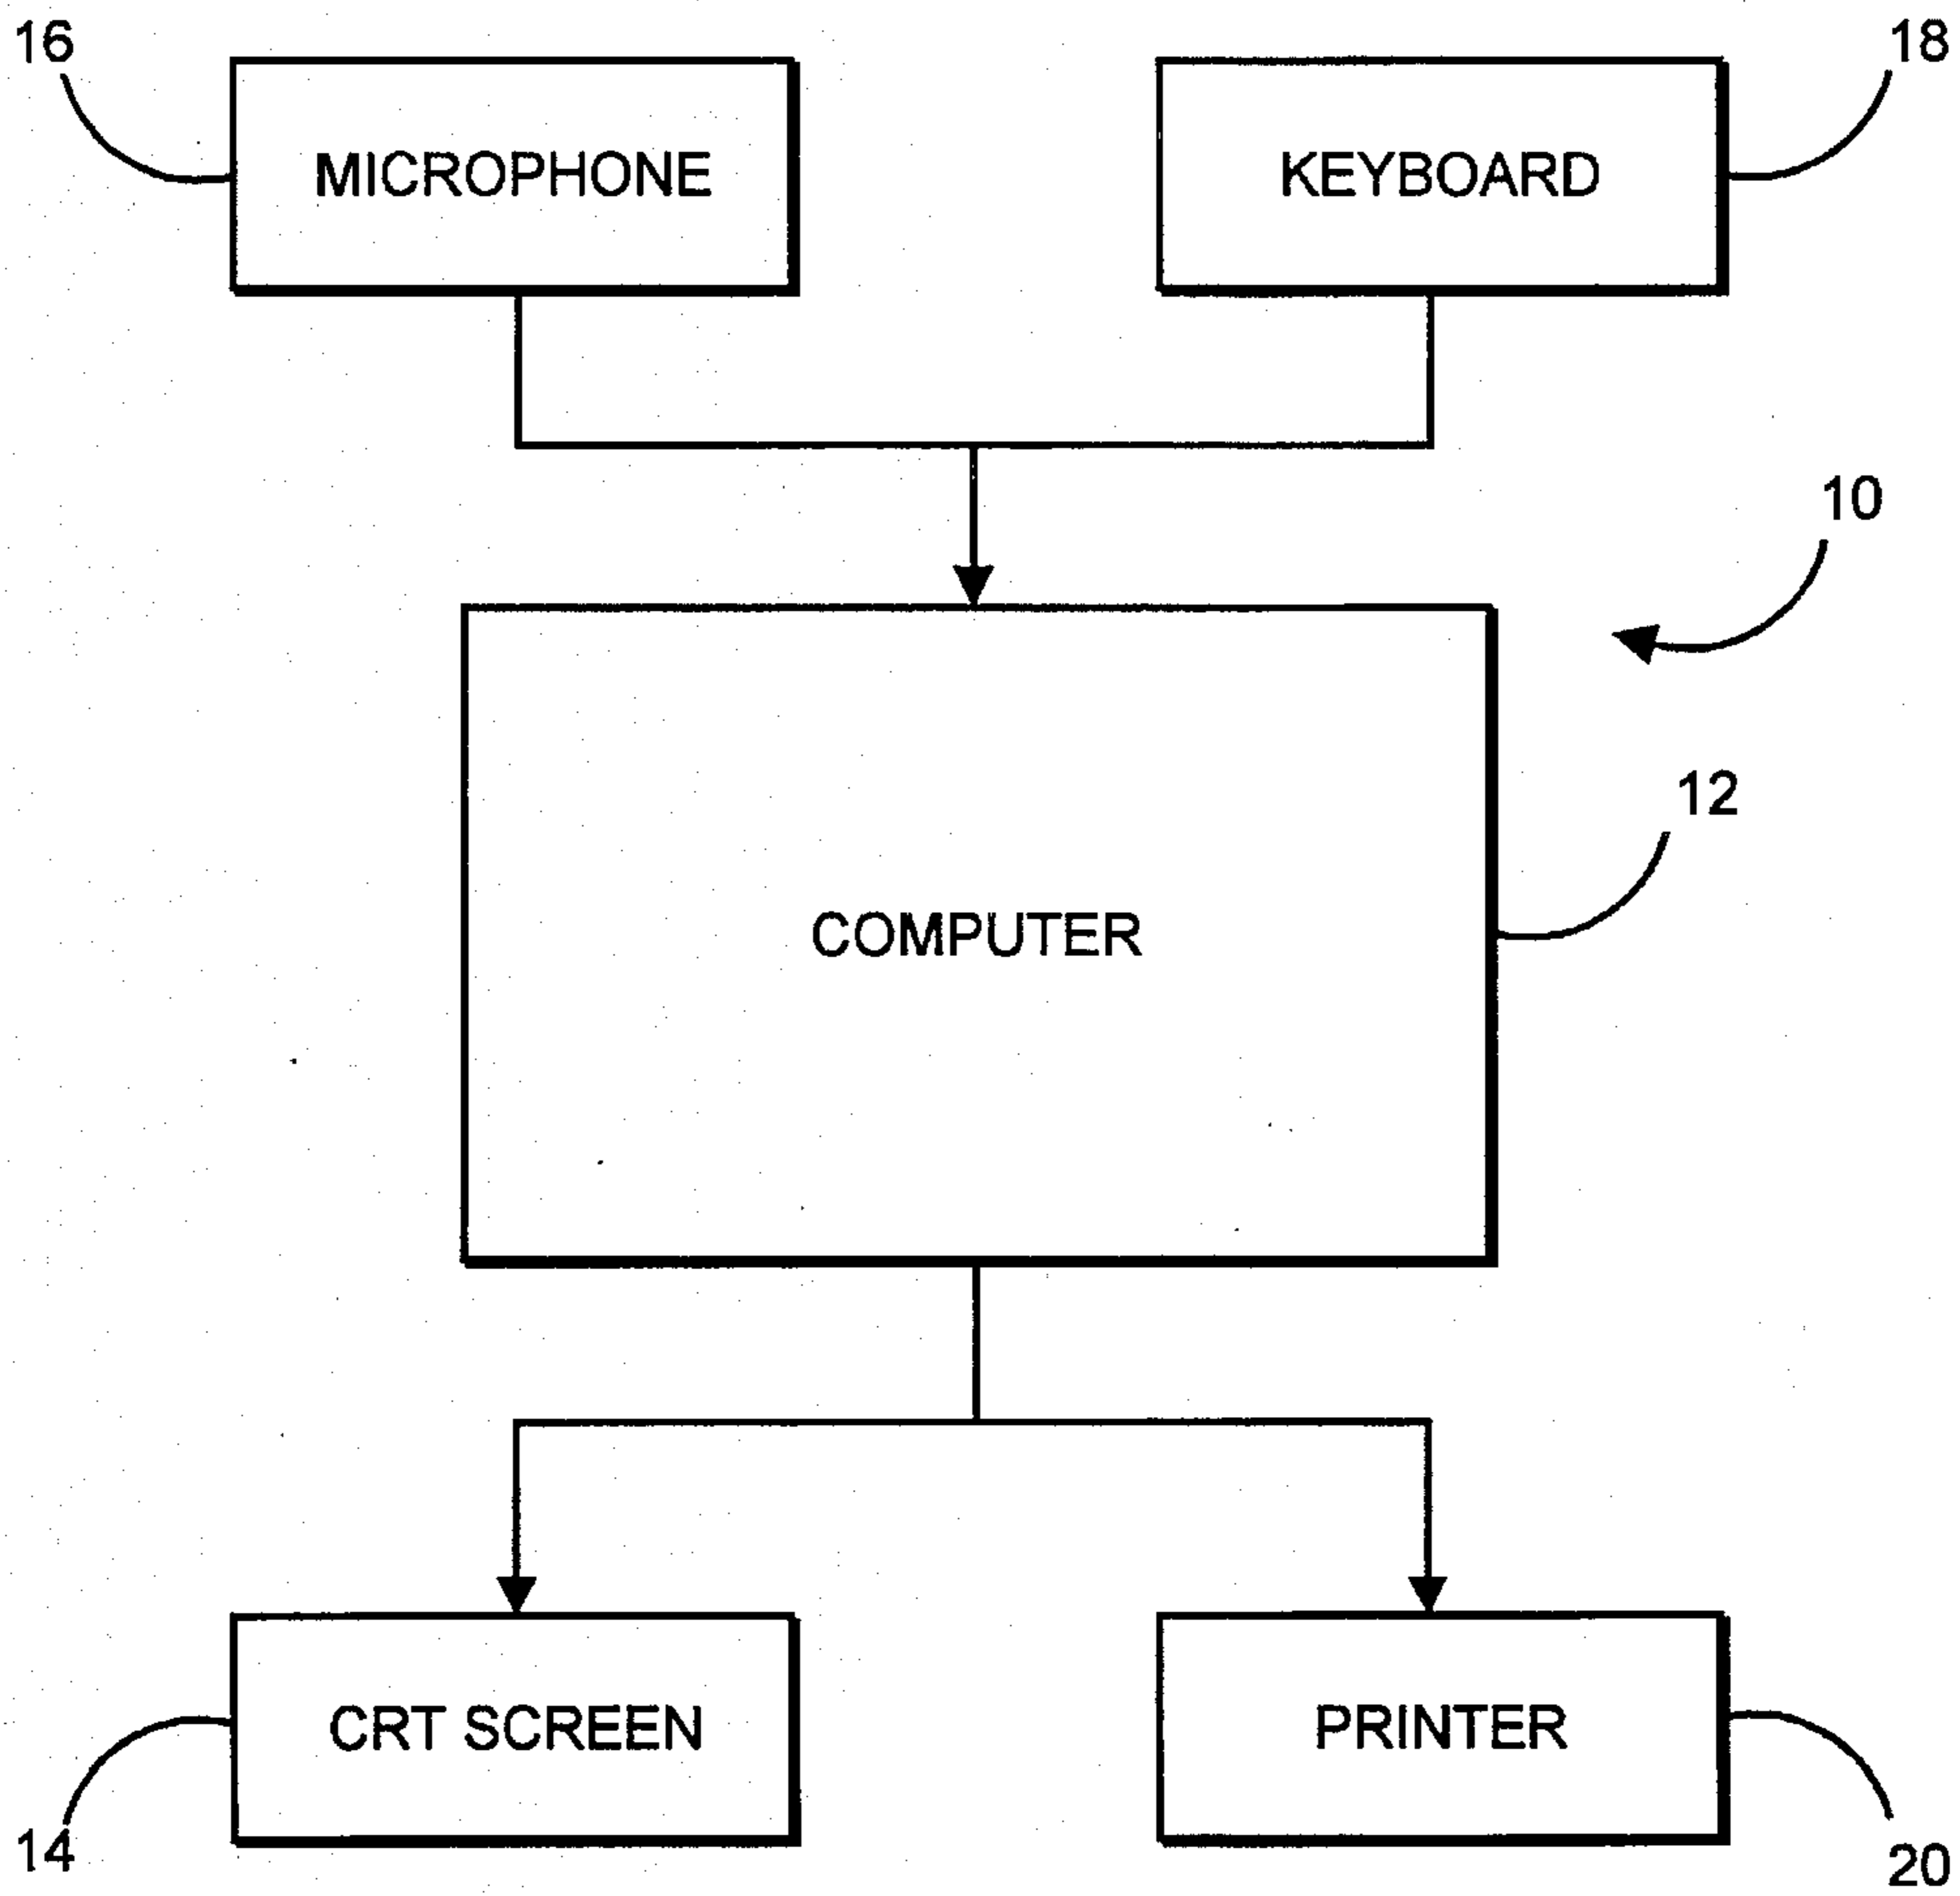 16
18
MICROPHONE
KEYBOARD
10
12
COMPUTER
CRT SCREEN
PRINTER
14
20